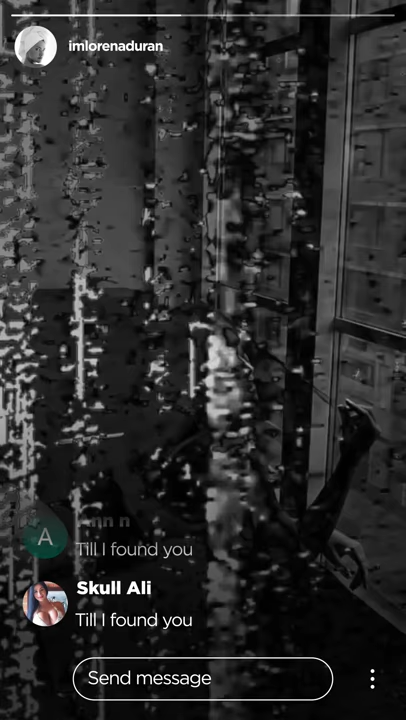 imlorenaduran
A
Till I found you
Skull Ali
Till I found you
Send message